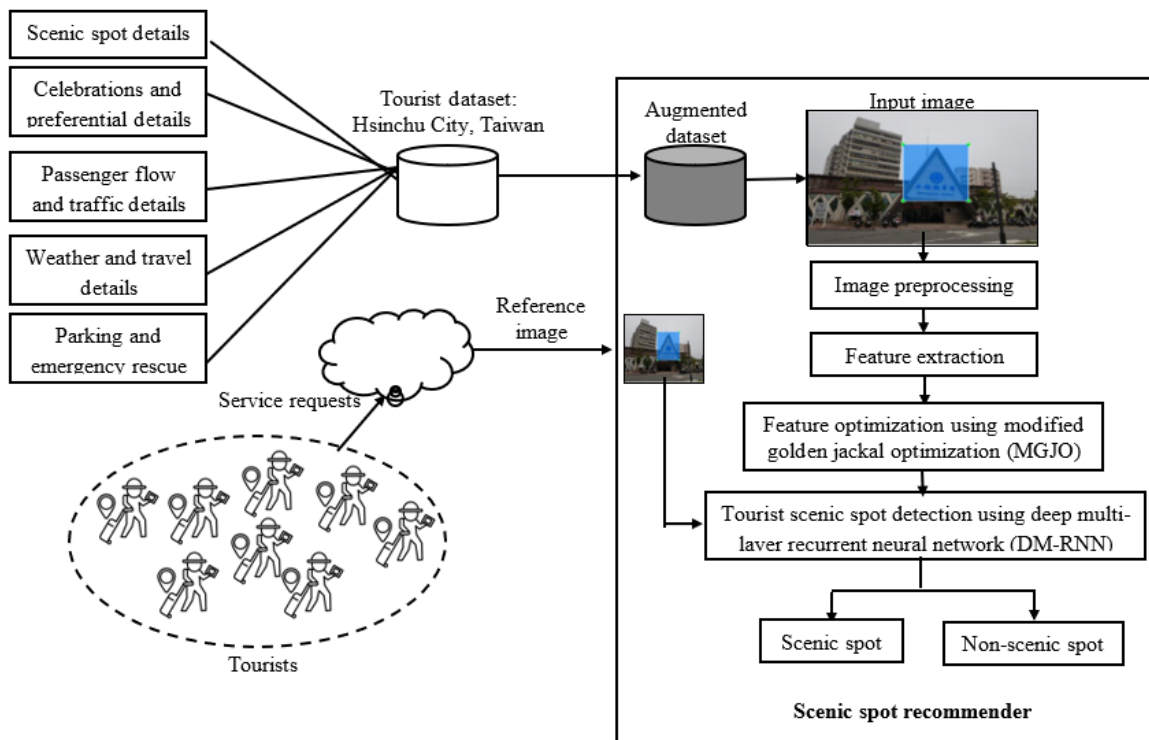 Scenic spot details
Celebrations and
preferential details
Passenger flow
and traffic details
Weather and travel
details
Parking and
emergency rescue
Tourist dataset:
Hsinchu City, Taiwan
Service requests
Reference
image
Tourists
Augmented
dataset
Input image
Image preprocessing
Feature extraction
Feature optimization using modified
golden jackal optimization (MGJO)
Tourist scenic spot detection using deep multi-
layer recurrent neural network (DM-RNN)
Scenic spot
Non-scenic spot
Scenic spot recommender